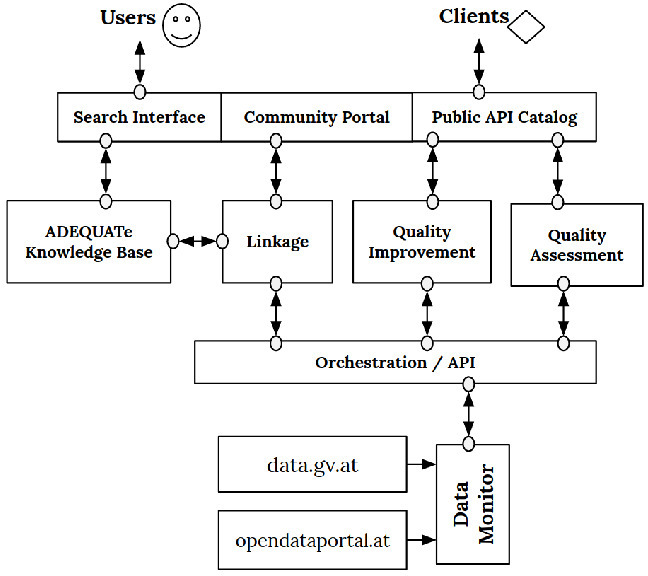 Users
Clients
Search Interface
Community Portal
Public API Catalog
ADEQUATe
Knowledge Base
Linkage
Quality
Improvement
Quality
Assessment
Orchestration / API
data.gv.at
opendataportal.at
Data
Monitor